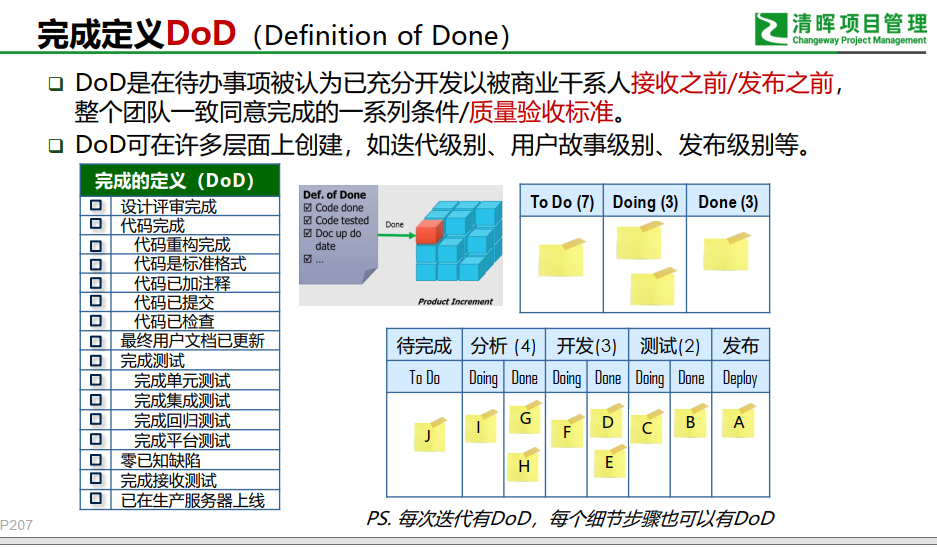 完成定义DoD（Definition of Done）
清晖项目管理
Changeway Project Management
DoD是在待办事项被认为已充分开发以被商业干系人接收之前/发布之前，
整个团队一致同意完成的一系列条件/质量验收标准。
DoD可在许多层面上创建，如迭代级别、用户故事级别、发布级别等。
完成的定义（DoD）
设计评审完成
代码完成
代码重构完成
代码是标准格式
代码已加注释
代码已提交
代码已检查
最终用户文档已更新
完成测试
完成单元测试
完成集成测试
完成回归测试
完成平台测试
零已知缺陷
完成接收测试
已在生产服务器上线
Def. of Done
Code done
Code tested
Doc up do
date
...
Done
Product Increment
To Do (7) Doing (3) Done (3)
待完成 分析 (4) 开发(3) 测试(2) 发布
To Do Doing Done Doing Done Doing Done Deploy
J I G F D C B A
H E
PS. 每次迭代有DoD，每个细节步骤也可以有DoD
P207